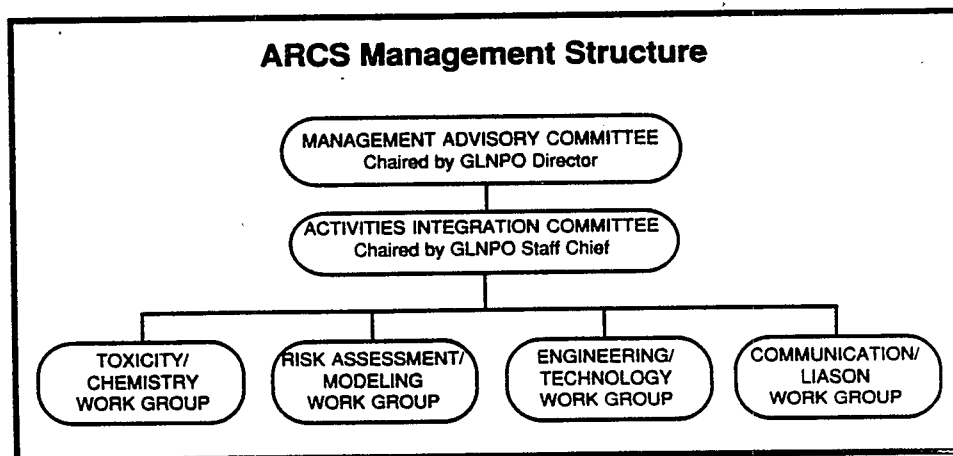 ARCS Management Structure
MANAGEMENT ADVISORY COMMITTEE
Chaired by GLNPO Director
ACTIVITIES INTEGRATION COMMITTEE
Chaired by GLNPO Staff Chief
TOXICITY/
CHEMISTRY
WORK GROUP
RISK ASSESSMENT/
MODELING
WORK GROUP
ENGINEERING/
TECHNOLOGY
WORK GROUP
COMMUNICATION/
LIASON
WORK GROUP